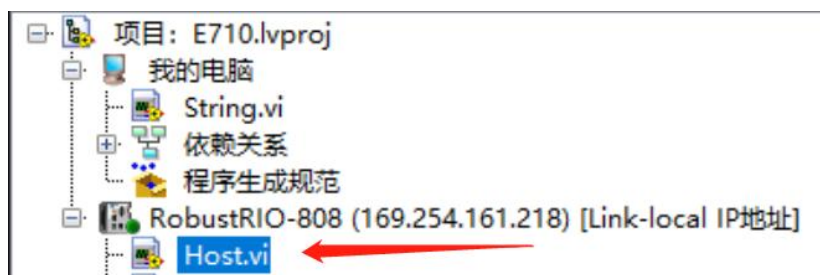 项目：E710.lvproj
我的电脑
String.vi
依赖关系
程序生成规范
RobustRIO-808 (169.254.161.218) [Link-local IP地址]
Host.vi